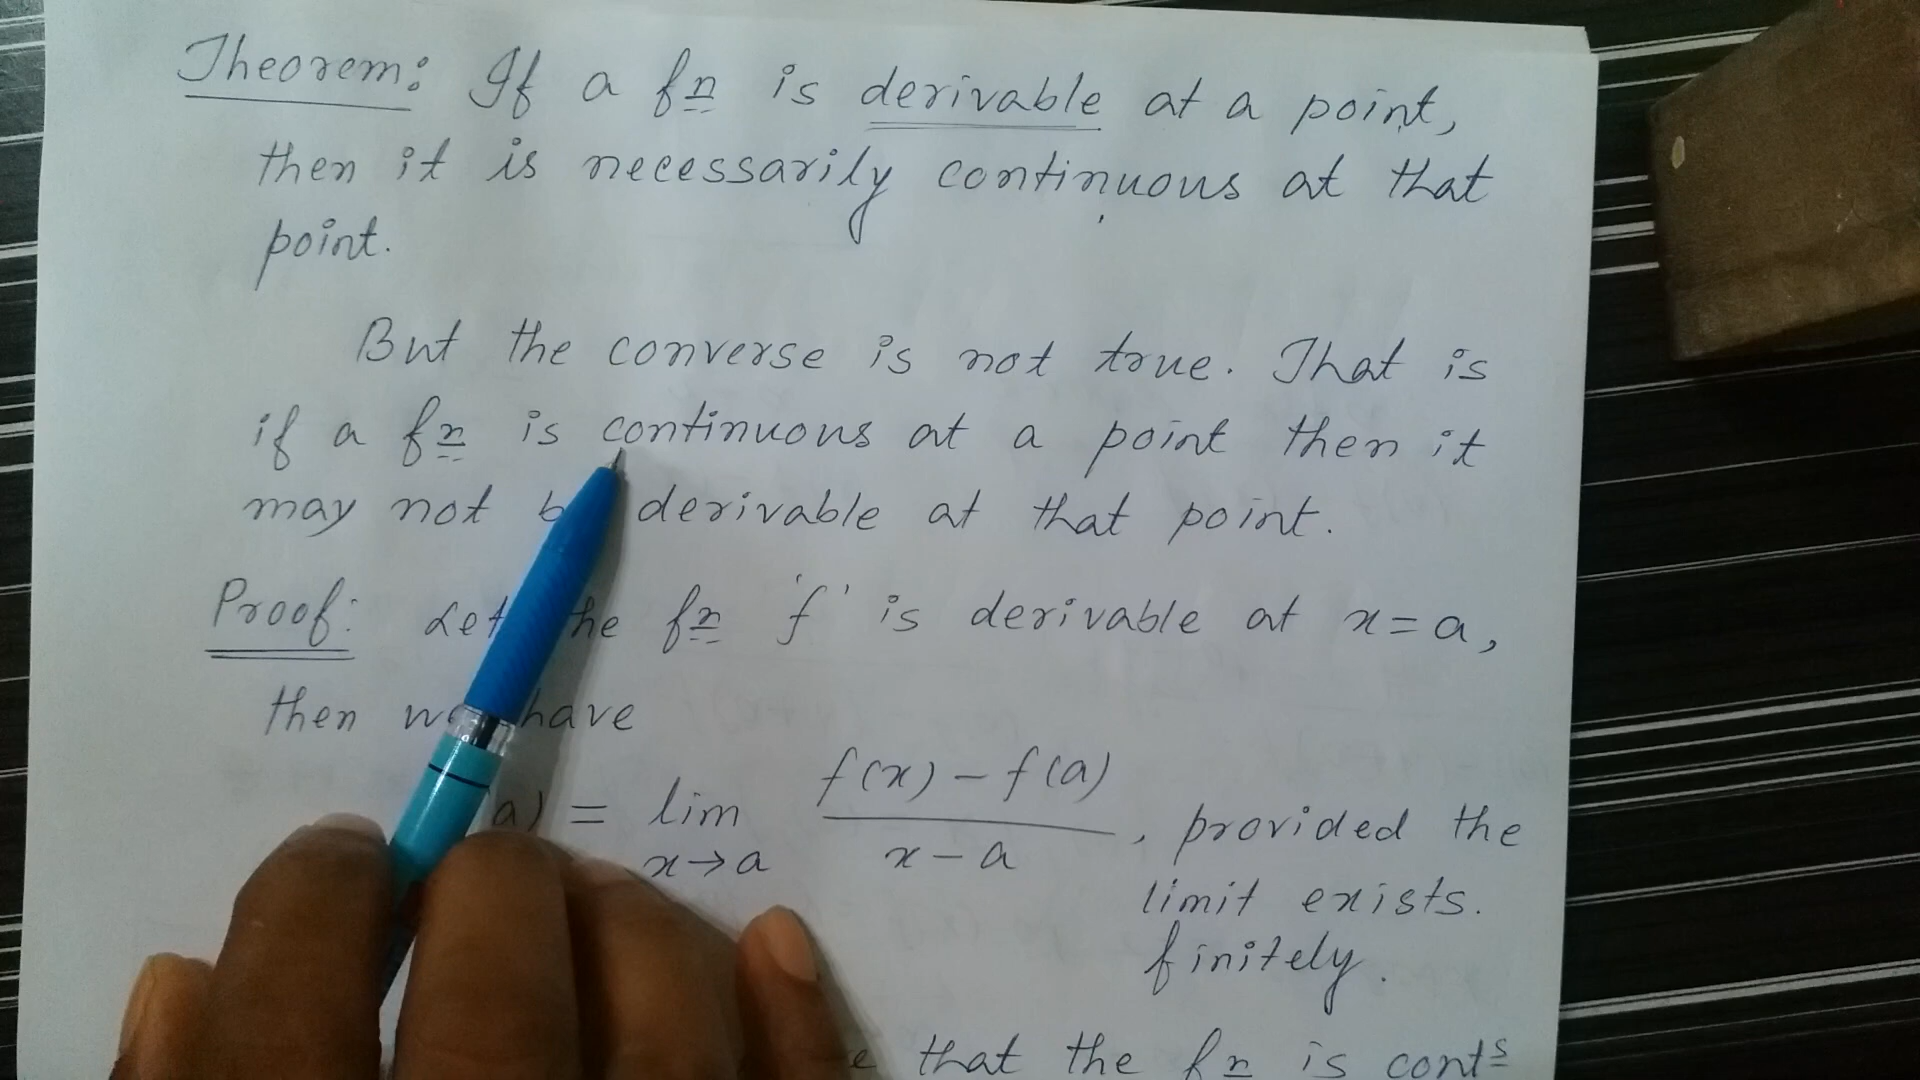 Theorem: If a fn is derivable at a point,
then it is necessarily continuous at that
point.
But the converse is not true. That is
if a fn is continuous at a point then it
may not derivable at that point.
Proof: the fn 'f' is derivable at x=a,
then have
a) = lim x→a f(x) − f(a) / x − a , provided the
limit exists.
finitely.
that the fn is conts